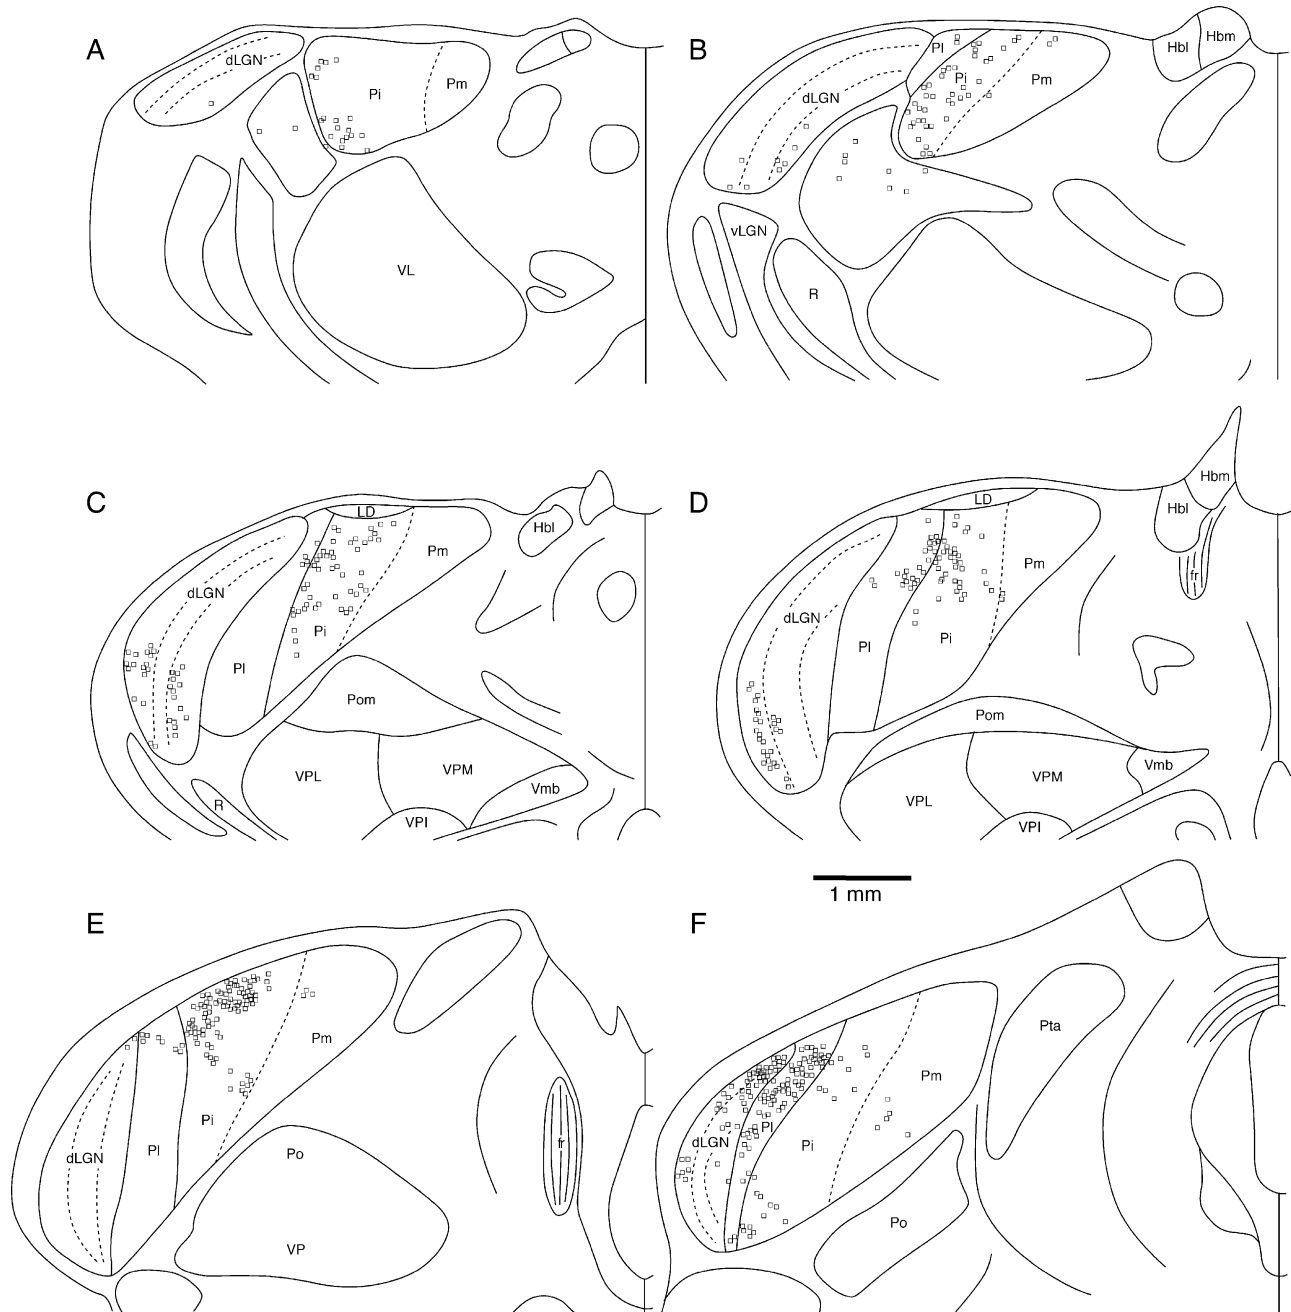 A
dLGN
Pi
Pm
VL
B
Hbl
Hbm
Pl
Pi
Pm
dLGN
vLGN
R
C
LD
Hbl
Pm
dLGN
Pi
Pl
Pom
VPL
VPM
Vmb
R
VPI
D
LD
Hbm
Hbl
fr
Pm
dLGN
Pl
Pi
Pom
Vmb
VPM
VPL
VPI
1 mm
E
Pm
Pi
Pl
dLGN
Po
fr
VP
F
Pta
Pm
Pl
dLGN
Pi
Po